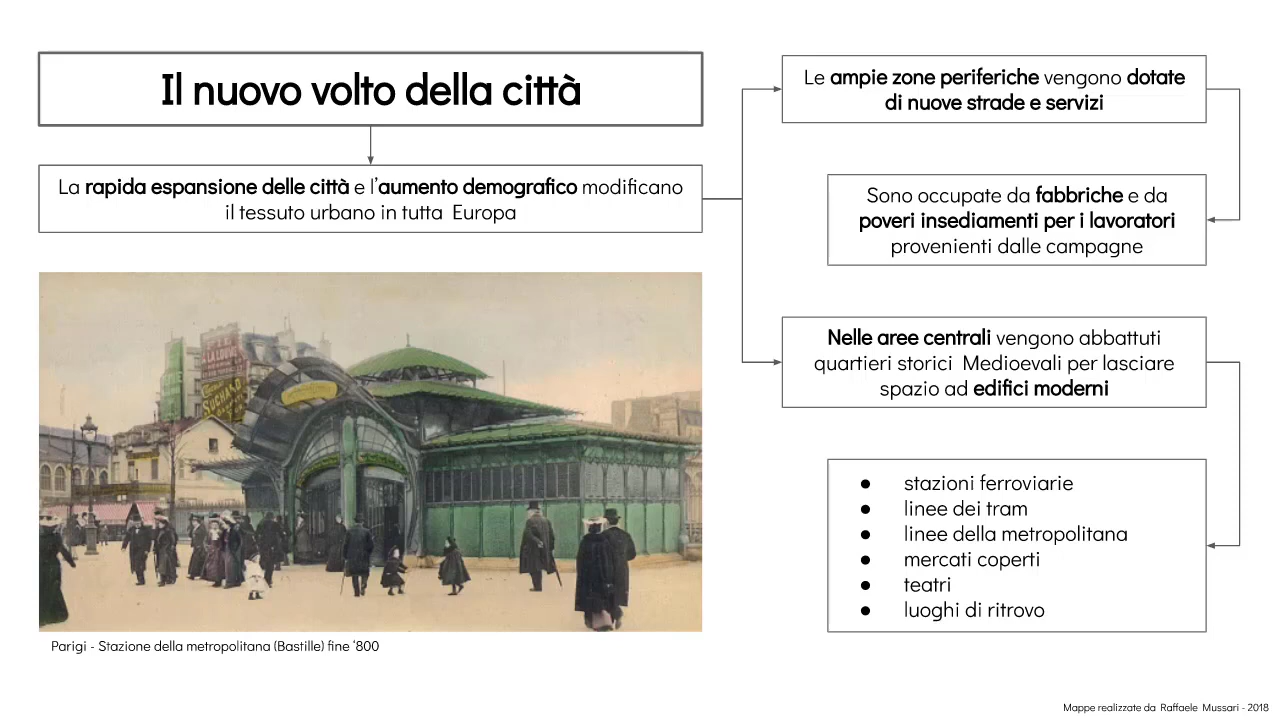 Il nuovo volto della città
La rapida espansione delle città e l'aumento demografico modificano
il tessuto urbano in tutta Europa
Le ampie zone periferiche vengono dotate
di nuove strade e servizi
Sono occupate da fabbriche e da
poveri insediamenti per i lavoratori
provenienti dalle campagne
Nelle aree centrali vengono abbattuti
quartieri storici Medioevali per lasciare
spazio ad edifici moderni
● stazioni ferroviarie
● linee dei tram
● linee della metropolitana
● mercati coperti
● teatri
● luoghi di ritrovo
SUCHARD
Parigi - Stazione della metropolitana (Bastille) fine '800
Mappe realizzate da Raffaele Mussari - 2018